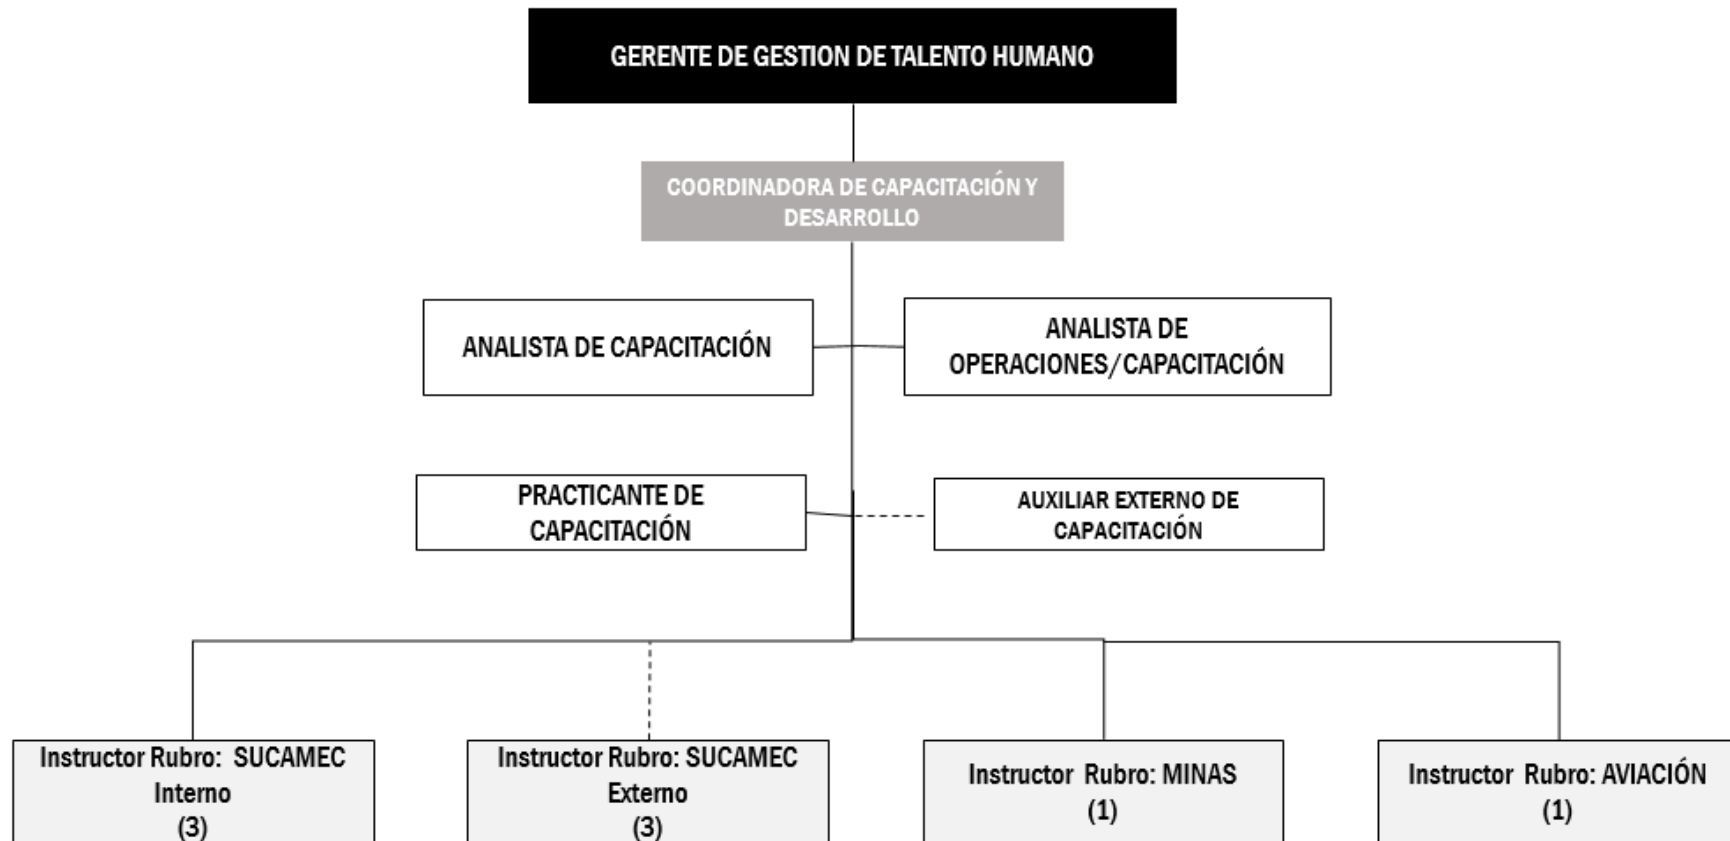 GERENTE DE GESTION DE TALENTO HUMANO
COORDINADORA DE CAPACITACIÓN Y
DESARROLLO
ANALISTA DE CAPACITACIÓN
ANALISTA DE
OPERACIONES/CAPACITACIÓN
PRACTICANTE DE
CAPACITACIÓN
AUXILIAR EXTERNO DE
CAPACITACIÓN
Instructor Rubro: SUCAMEC
Interno
(3)
Instructor Rubro: SUCAMEC
Externo
(3)
Instructor Rubro: MINAS
(1)
Instructor Rubro: AVIACIÓN
(1)